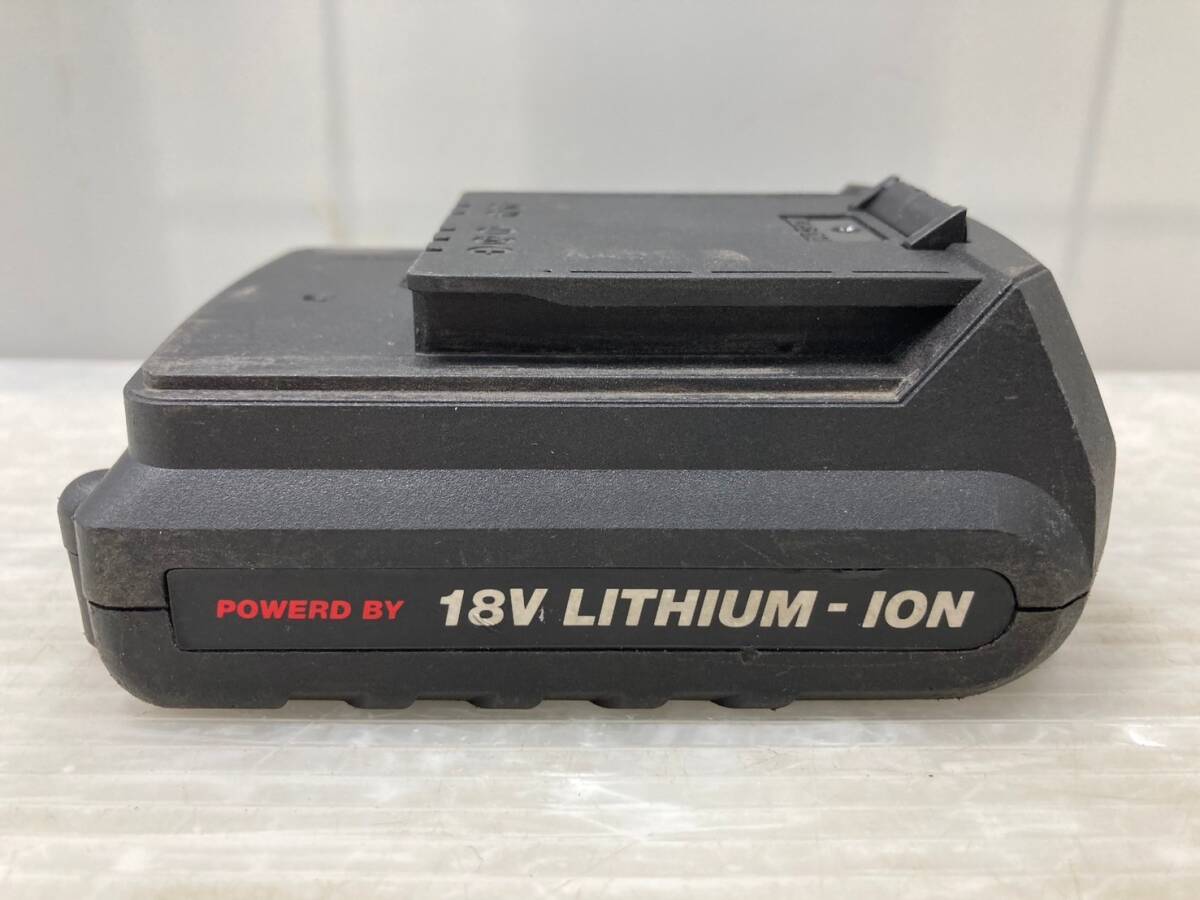 POWERD BY 18V LITHIUM - ION